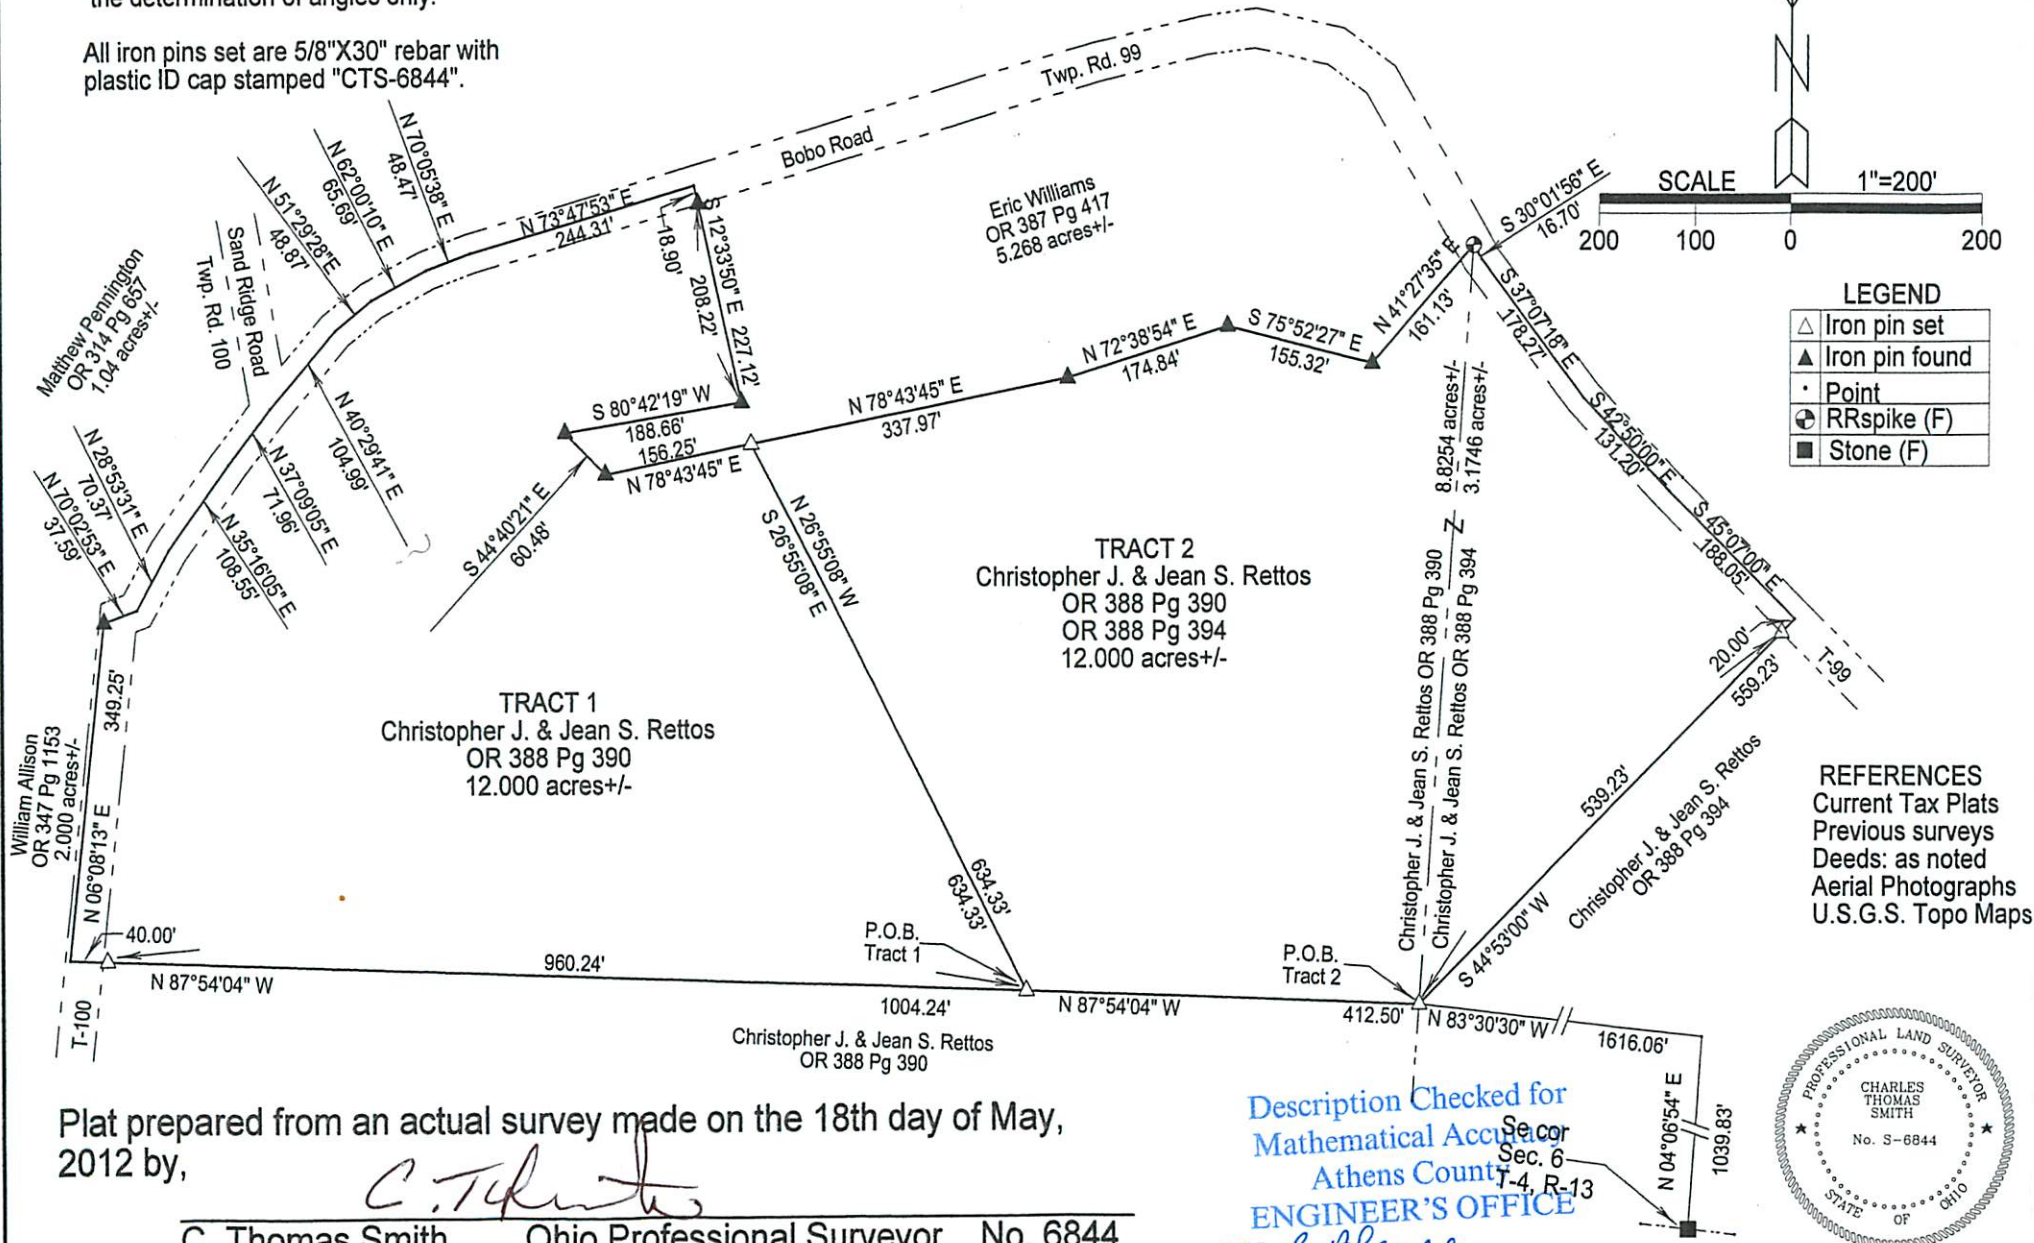 the determination of angles only.
All iron pins set are 5/8"X30" rebar with
plastic ID cap stamped "CTS-6844".
N 70°05'38" E
48.47'
N 62°00'10" E
65.69'
N 51°29'28"E
48.87'
Sand Ridge Road
Twp. Rd. 100
Matthew Pennington
OR 314 Pg 657
1.04 acres+/-
N 28°53'31" E
70.37'
N 70°02'53" E
37.59'
N 73°47'53" E
244.31'
Bobo Road
Twp. Rd. 99
18.90'
S 12°33'50" E 227.12'
208.22'
Eric Williams
OR 387 Pg 417
5.268 acres+/-
S 30°01'56" E
16.70'
N
SCALE 1"=200'
200 100 0 200
LEGEND
Iron pin set
Iron pin found
Point
RRspike (F)
Stone (F)
N 40°29'41" E
104.99'
N 37°09'05" E
71.96'
N 35°16'05" E
108.55'
S 80°42'19" W
188.66'
156.25'
N 78°43'45" E
S 44°40'21" E
60.48'
N 78°43'45" E
337.97'
N 72°38'54" E
174.84'
S 75°52'27" E
155.32'
N 41°27'35" E
161.13'
S 37°07'18" E
178.27'
S 42°50'00" E
131.20'
S 45°07'00" E
188.05'
8.8254 acres+/-
3.1746 acres+/-
Z
N 26°55'08" W
S 26°55'08" E
634.33'
634.33'
TRACT 2
Christopher J. & Jean S. Rettos
OR 388 Pg 390
OR 388 Pg 394
12.000 acres+/-
Christopher J. & Jean S. Rettos OR 388 Pg 390
Christopher J. & Jean S. Rettos OR 388 Pg 394
20.00'
T-99
559.23'
539.23'
S 44°53'00" W
Christopher J. & Jean S. Rettos
OR 388 Pg 394
TRACT 1
Christopher J. & Jean S. Rettos
OR 388 Pg 390
12.000 acres+/-
William Allison
OR 347 Pg 1153
2.000 acres+/-
349.25'
N 06°08'13" E
40.00'
T-100
N 87°54'04" W
960.24'
1004.24'
P.O.B.
Tract 1
N 87°54'04" W
412.50'
P.O.B.
Tract 2
N 83°30'30" W
1616.06'
N 04°06'54" E
1039.83'
Christopher J. & Jean S. Rettos
OR 388 Pg 390
REFERENCES
Current Tax Plats
Previous surveys
Deeds: as noted
Aerial Photographs
U.S.G.S. Topo Maps
Plat prepared from an actual survey made on the 18th day of May,
2012 by,
C. Thomas Smith Ohio Professional Surveyor No. 6844
Description Checked for
Mathematical Accuracy
Athens County
ENGINEER'S OFFICE
Se cor
Sec. 6
T-4, R-13
PROFESSIONAL LAND SURVEYOR
CHARLES
THOMAS
SMITH
No. S-6844
STATE OF OHIO